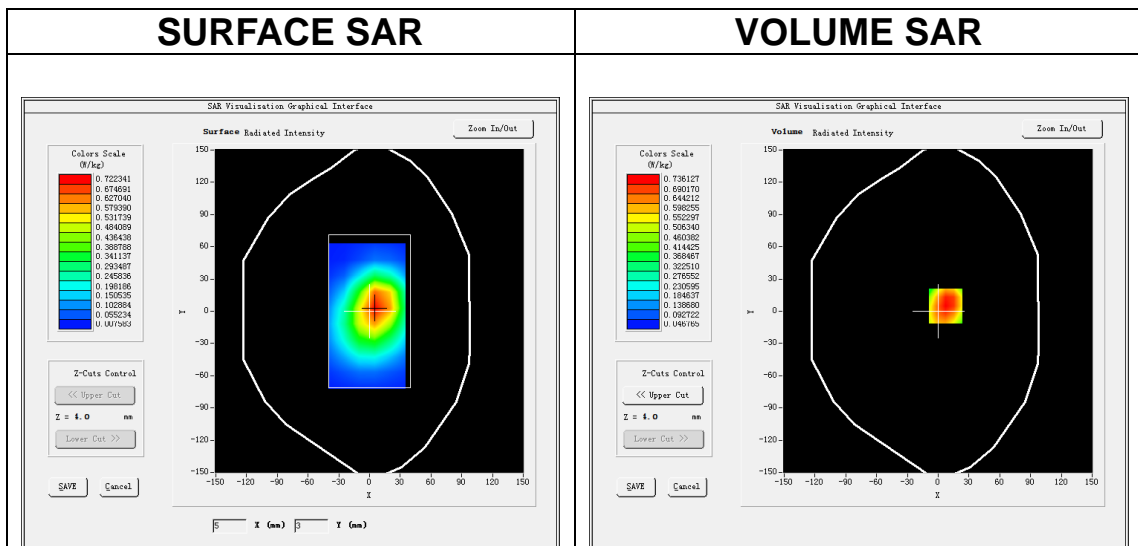 SURFACE SAR
VOLUME SAR
SAR Visualisation Graphical Interface
Surface Radiated Intensity
Zoom In/Out
Colors Scale
(W/kg)
0.722341
0.674691
0.627040
0.579390
0.531739
0.484089
0.436438
0.388788
0.341137
0.293487
0.245836
0.198186
0.150535
0.102884
0.055234
0.007583
150
120
90
60
30
0
-30
-60
-90
-120
-150
Y
-150 -120 -90 -60 -30 0 30 60 90 120 150
X
Z-Cuts Control
<< Upper Cut
Z = 4.0 mm
Lower Cut >>
SAVE Cancel
5 X (mm) 3 Y (mm)
SAR Visualisation Graphical Interface
Volume Radiated Intensity
Zoom In/Out
Colors Scale
(W/kg)
0.736127
0.690170
0.644212
0.598255
0.552297
0.506340
0.460382
0.414425
0.368467
0.322510
0.276552
0.230595
0.184637
0.138680
0.092722
0.046765
150
120
90
60
30
0
-30
-60
-90
-120
-150
Y
-150 -120 -90 -60 -30 0 30 60 90 120 150
X
Z-Cuts Control
<< Upper Cut
Z = 4.0 mm
Lower Cut >>
SAVE Cancel